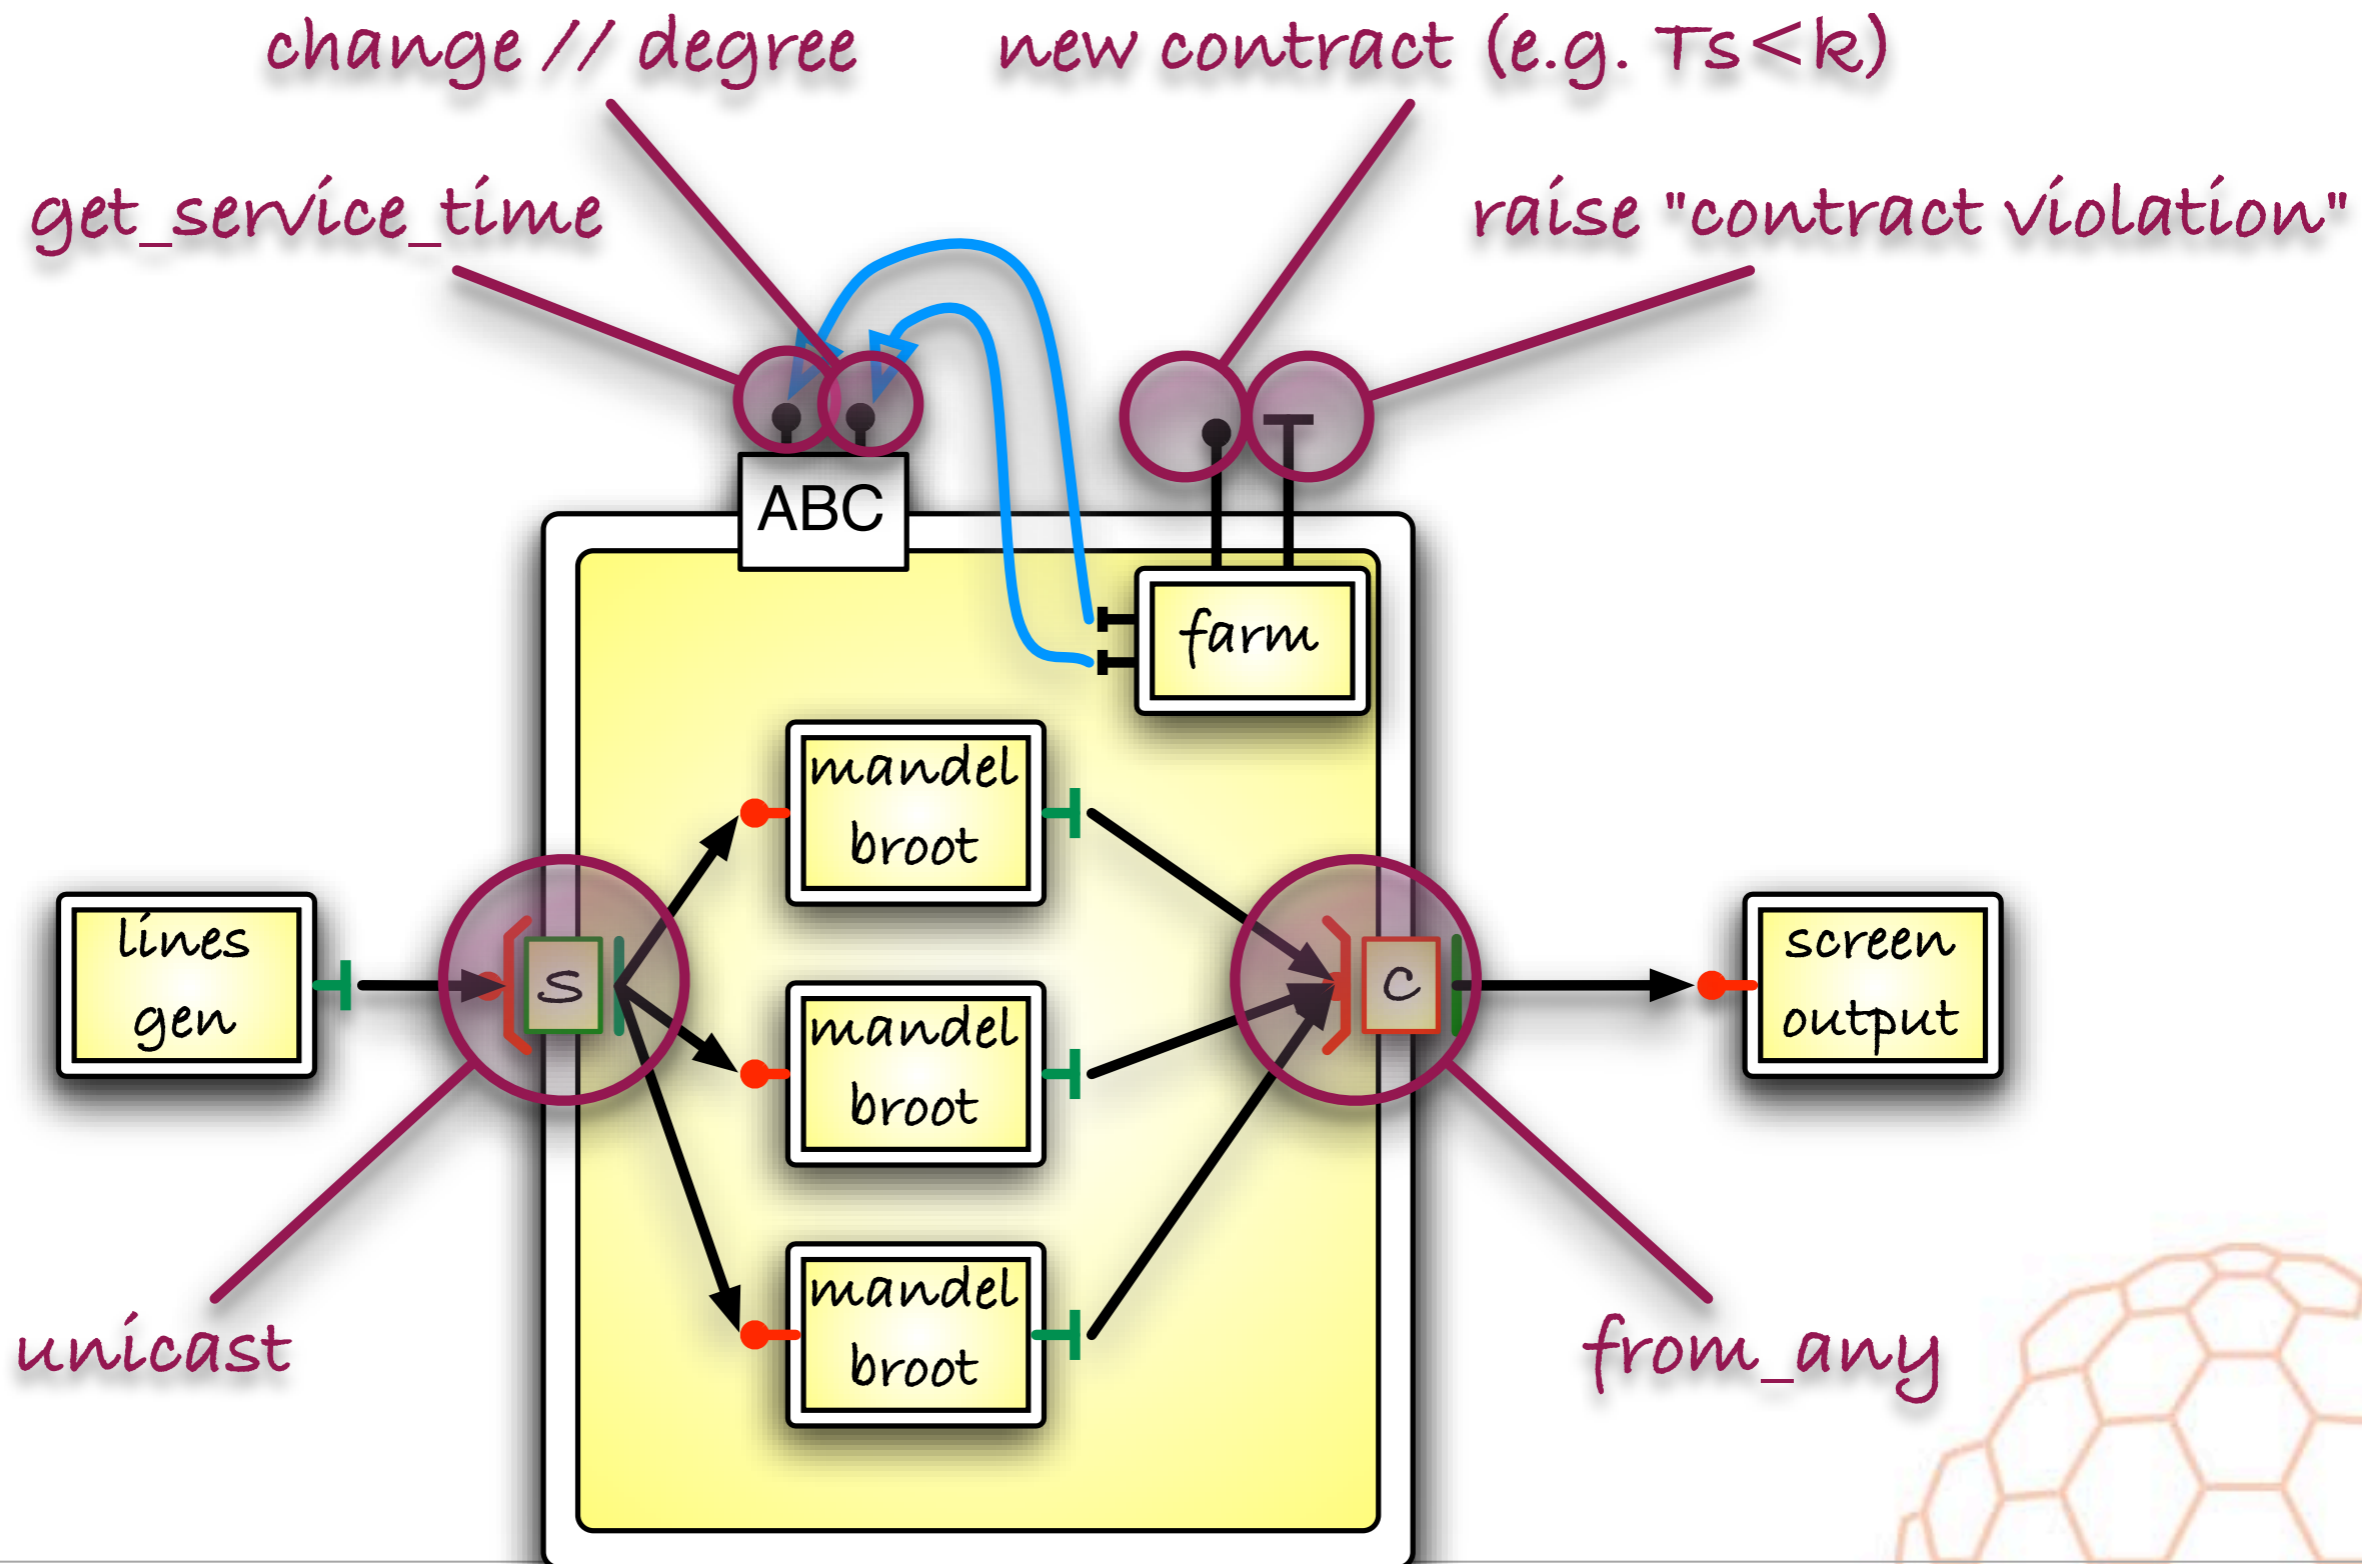 change // degree
new contract (e.g. Ts<k)
get_service_time
raise "contract violation"
ABC
farm
mandel
broot
lines
gen
S
mandel
broot
C
screen
output
mandel
broot
unicast
from_any